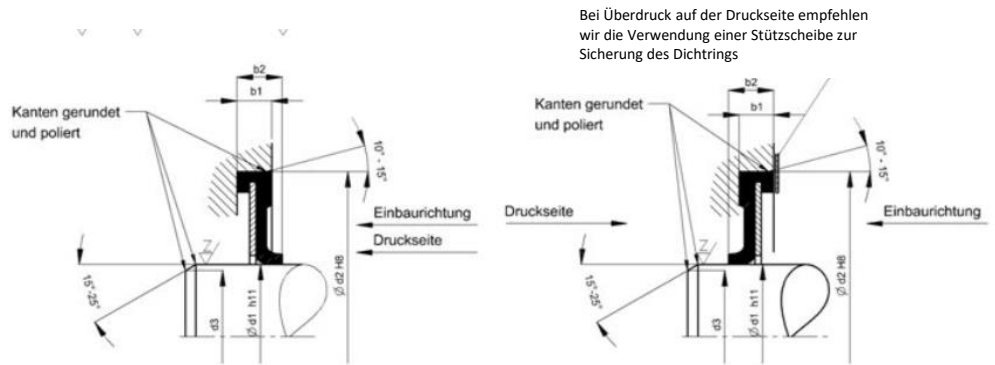 Bei Überdruck auf der Druckseite empfehlen
wir die Verwendung einer Stützscheibe zur
Sicherung des Dichtrings
b2
b1
Kanten gerundet
und poliert
10° - 15°
Einbaurichtung
Druckseite
Z
15°-25°
d3
Ø d1 h11
Ø d2 H8
b2
b1
Kanten gerundet
und poliert
10° - 15°
Druckseite
Einbaurichtung
Z
15°-25°
d3
Ø d1 h11
Ø d2 H8